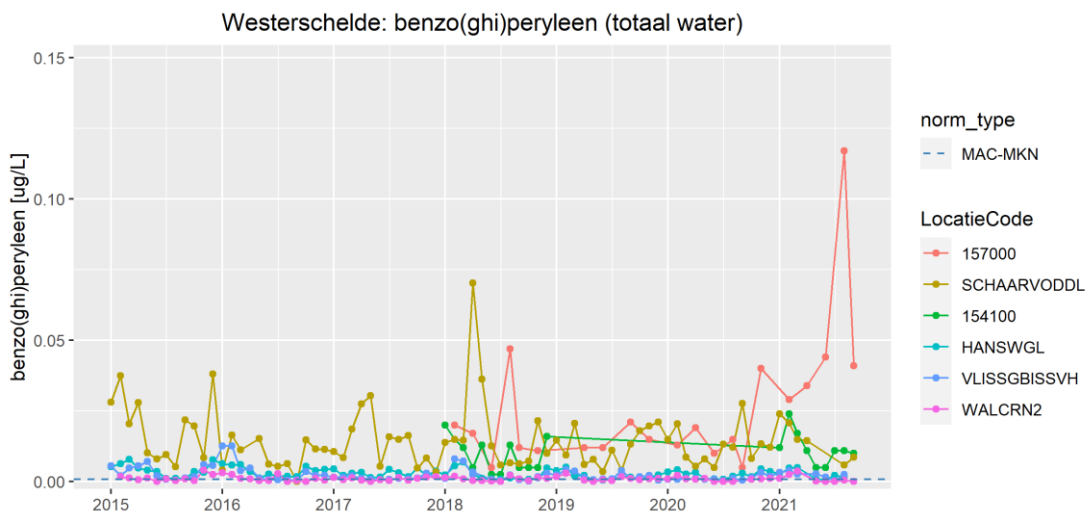 Westerschelde: benzo(ghi)peryleen (totaal water)
benzo(ghi)peryleen [ug/L]
0.15
0.10
0.05
0.00
2015 2016 2017 2018 2019 2020 2021
norm_type
MAC-MKN
LocatieCode
157000
SCHAARVODDL
154100
HANSWGL
VLISSGBISSVH
WALCRN2